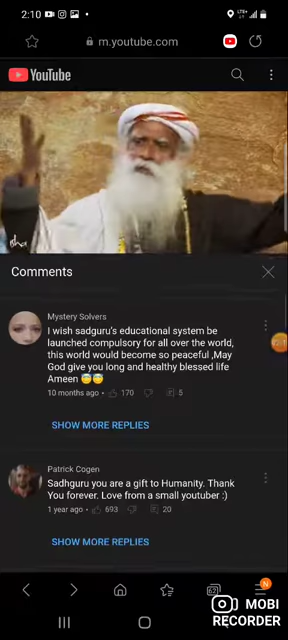 2:10
m.youtube.com
YouTube
isha
Comments
Mystery Solvers
I wish sadguru's educational system be
launched compulsory for all over the world,
this world would become so peaceful ,May
God give you long and healthy blessed life
Ameen 😇😇
10 months ago • 170 5
SHOW MORE REPLIES
Patrick Cogen
Sadhguru you are a gift to Humanity. Thank
You forever. Love from a small youtuber :)
1 year ago • 693 20
SHOW MORE REPLIES
N
MOBI
RECORDER